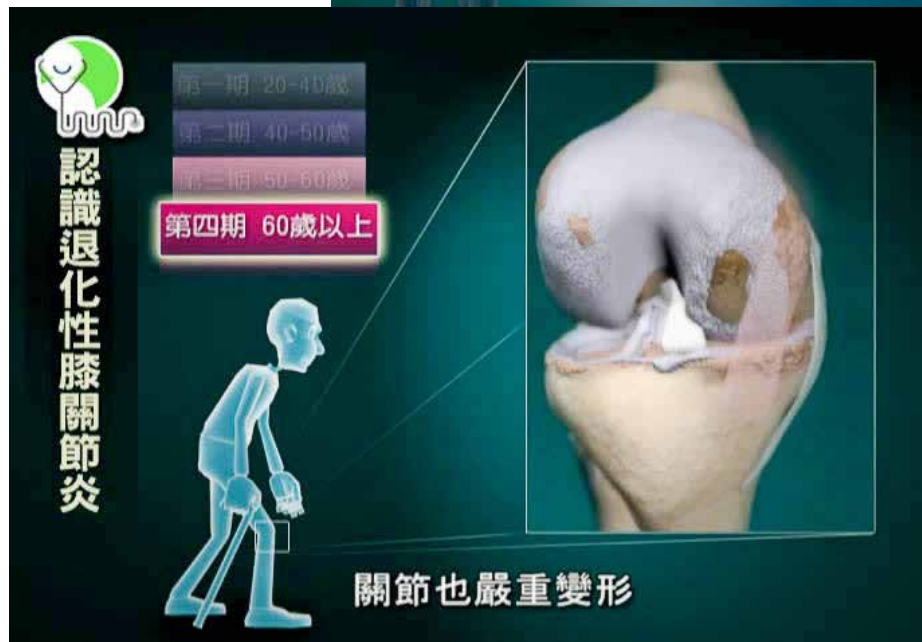 認識退化性膝關節炎
第一期 20-40歲
第二期 40-50歲
第三期 50-60歲
第四期 60歲以上
關節也嚴重變形